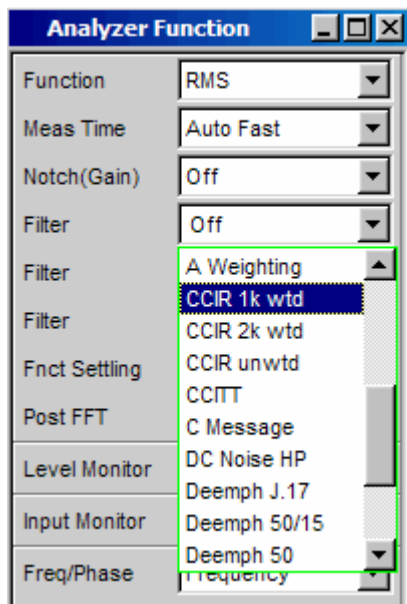 Analyzer Function
Function RMS
Meas Time Auto Fast
Notch(Gain) Off
Filter Off
Filter
Filter
Fnct Settling
Post FFT
Level Monitor
Input Monitor
Freq/Phase Frequency
A Weighting
CCIR 1k wtd
CCIR 2k wtd
CCIR unwtd
CCITT
C Message
DC Noise HP
Deemph J.17
Deemph 50/15
Deemph 50